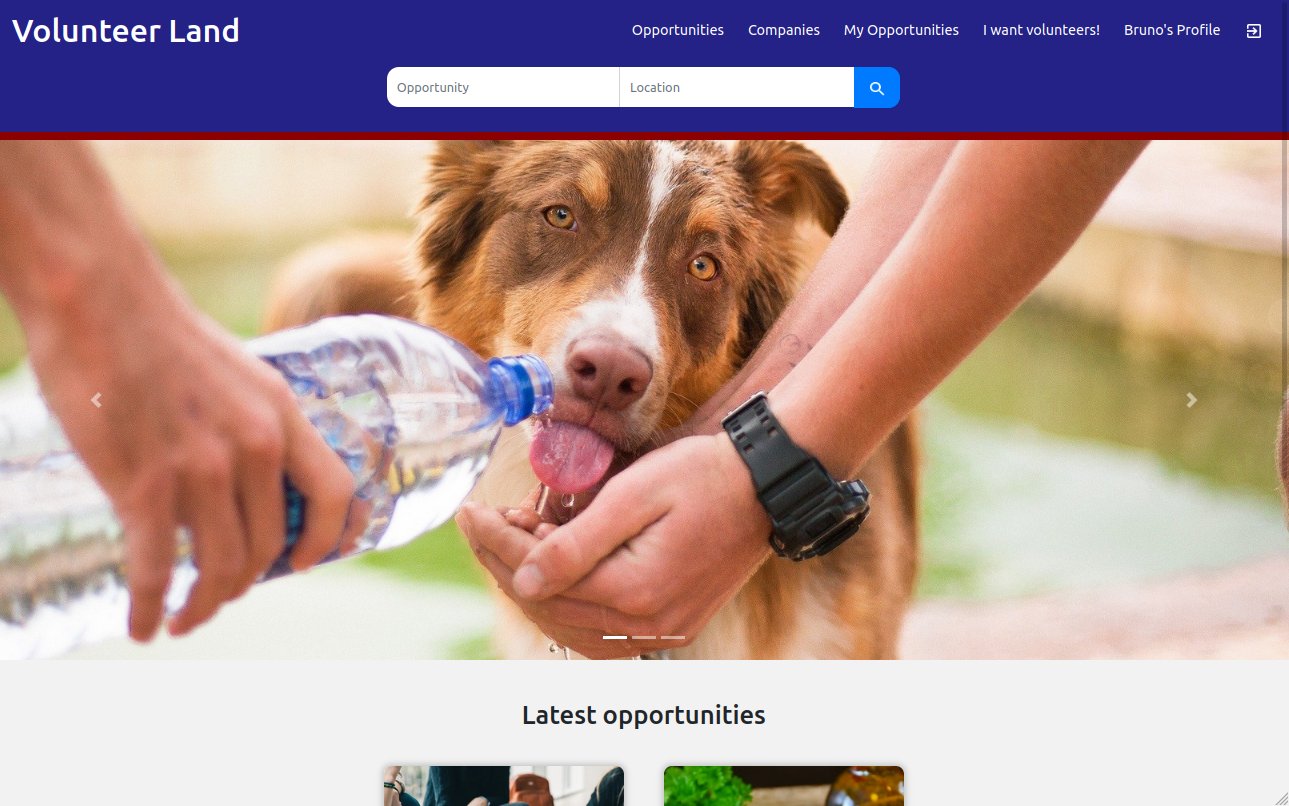 Volunteer Land
Opportunities Companies My Opportunities I want volunteers! Bruno's Profile
Opportunity Location
Latest opportunities